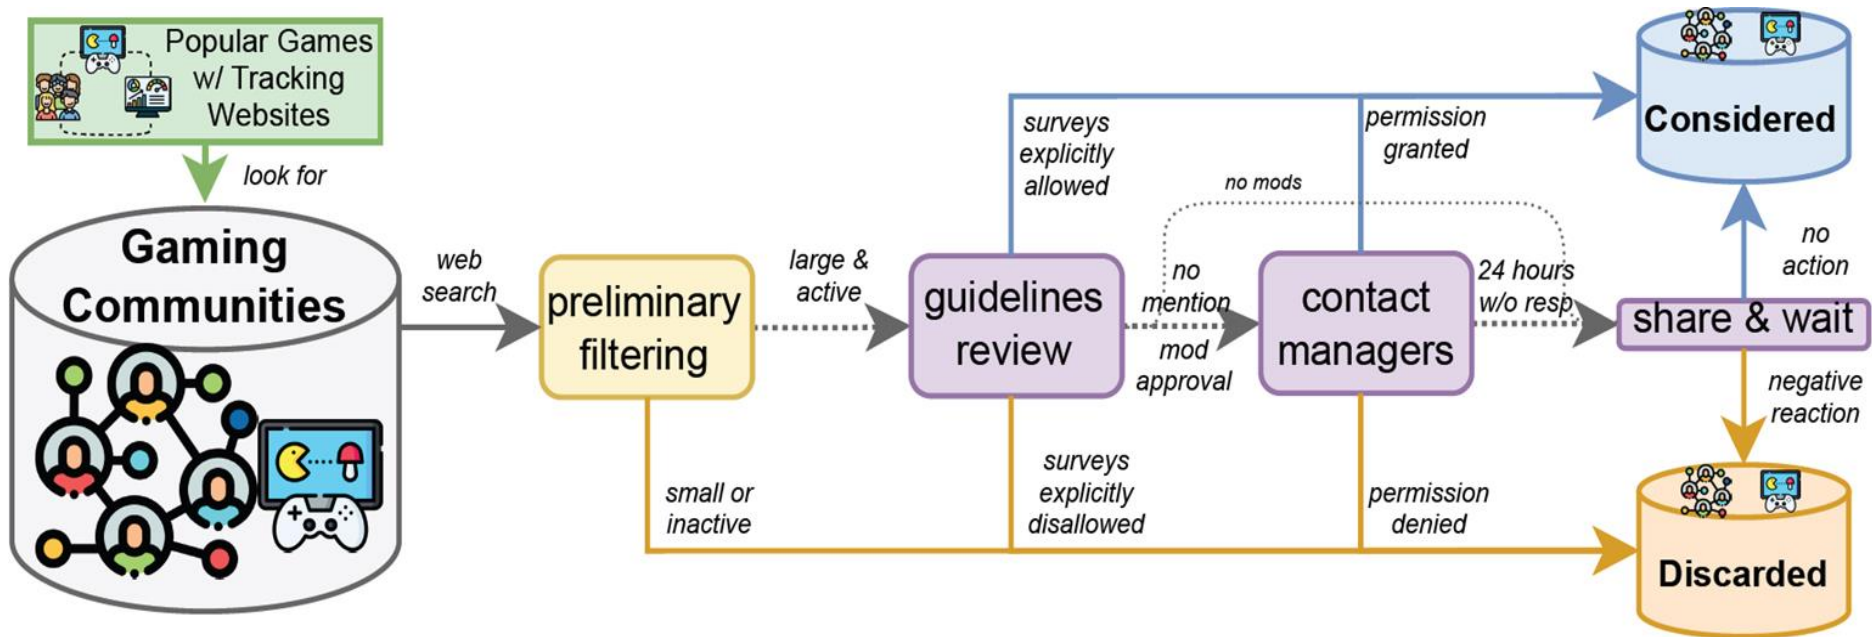 Popular Games
w/ Tracking
Websites
look for
Gaming
Communities
web
search
preliminary
filtering
large &
active
small or
inactive
guidelines
review
surveys
explicitly
allowed
surveys
explicitly
disallowed
no
mention
mod
approval
no mods
contact
managers
permission
granted
permission
denied
24 hours
w/o resp.
share & wait
no
action
negative
reaction
Considered
Discarded